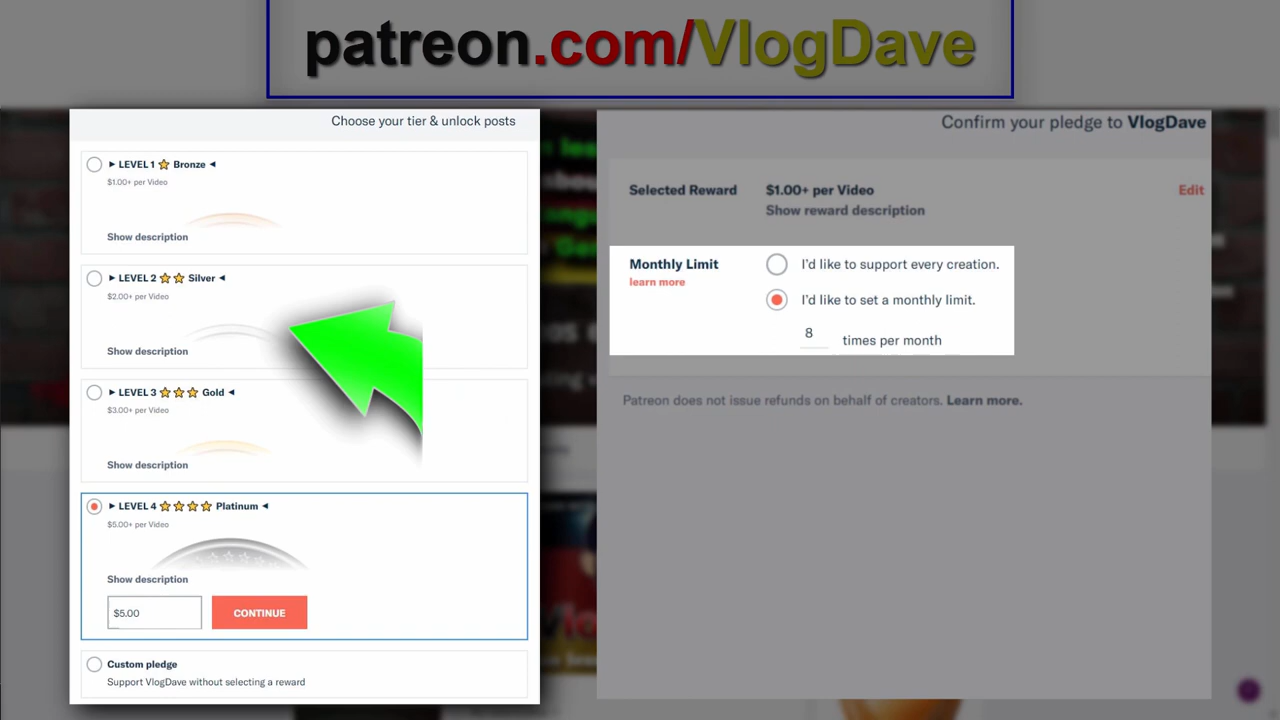 patreon.com/VlogDave
Choose your tier & unlock posts
► LEVEL 1 ⭐ Bronze ◄
$1.00+ per Video
Show description
► LEVEL 2 ⭐⭐ Silver ◄
$2.00+ per Video
Show description
► LEVEL 3 ⭐⭐⭐ Gold ◄
$3.00+ per Video
Show description
► LEVEL 4 ⭐⭐⭐⭐ Platinum ◄
$5.00+ per Video
Show description
$5.00
CONTINUE
Custom pledge
Support VlogDave without selecting a reward
Confirm your pledge to VlogDave
Selected Reward $1.00+ per Video Edit
Show reward description
Monthly Limit I'd like to support every creation.
learn more
I'd like to set a monthly limit.
8 times per month
Patreon does not issue refunds on behalf of creators. Learn more.